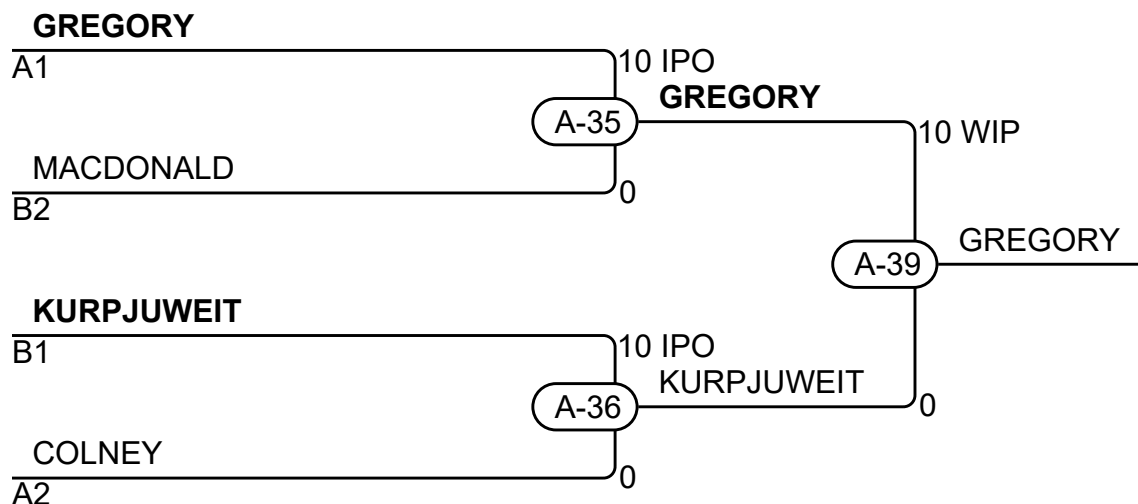 GREGORY
A1
10 IPO
GREGORY
A-35
10 WIP
MACDONALD
B2
0
GREGORY
A-39
KURPJUWEIT
B1
10 IPO
KURPJUWEIT
A-36
0
COLNEY
A2
0